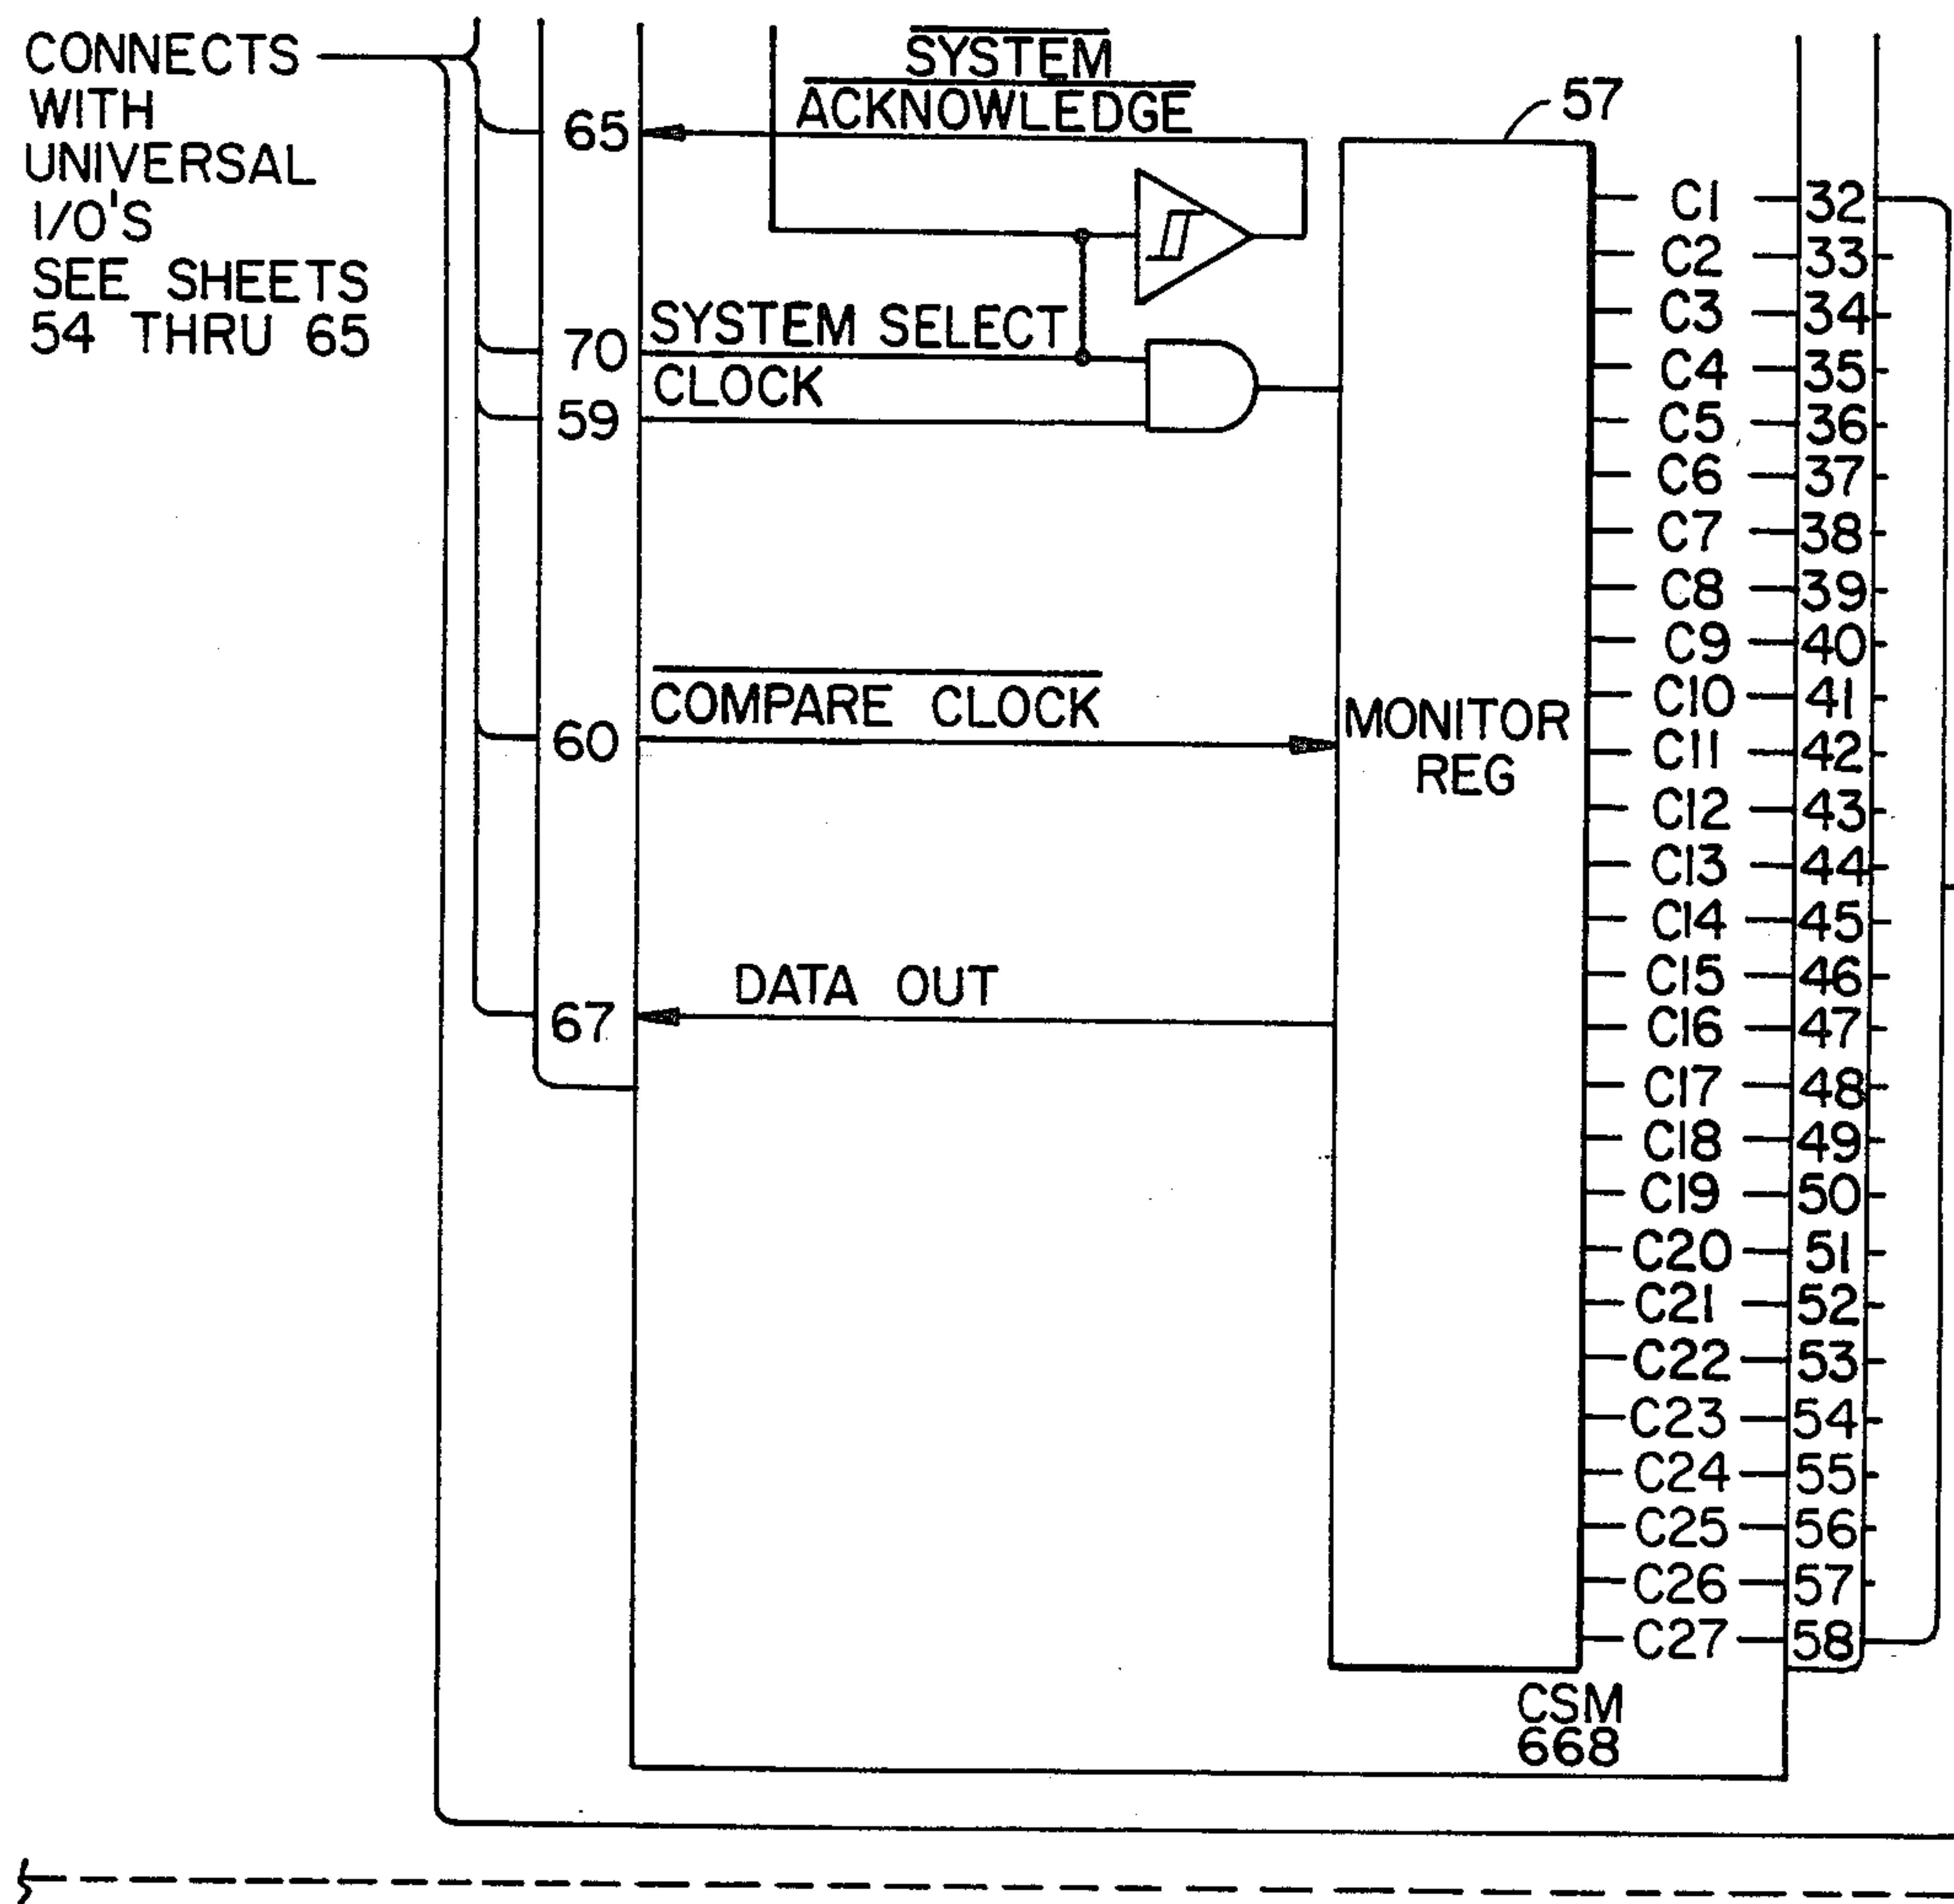 CONNECTS
WITH
UNIVERSAL
I/O'S
SEE SHEETS
54 THRU 65
SYSTEM
ACKNOWLEDGE
65
57
70
SYSTEM SELECT
59
CLOCK
60
COMPARE CLOCK
67
DATA OUT
MONITOR
REG
C1 32
C2 33
C3 34
C4 35
C5 36
C6 37
C7 38
C8 39
C9 40
C10 41
C11 42
C12 43
C13 44
C14 45
C15 46
C16 47
C17 48
C18 49
C19 50
C20 51
C21 52
C22 53
C23 54
C24 55
C25 56
C26 57
C27 58
CSM
668